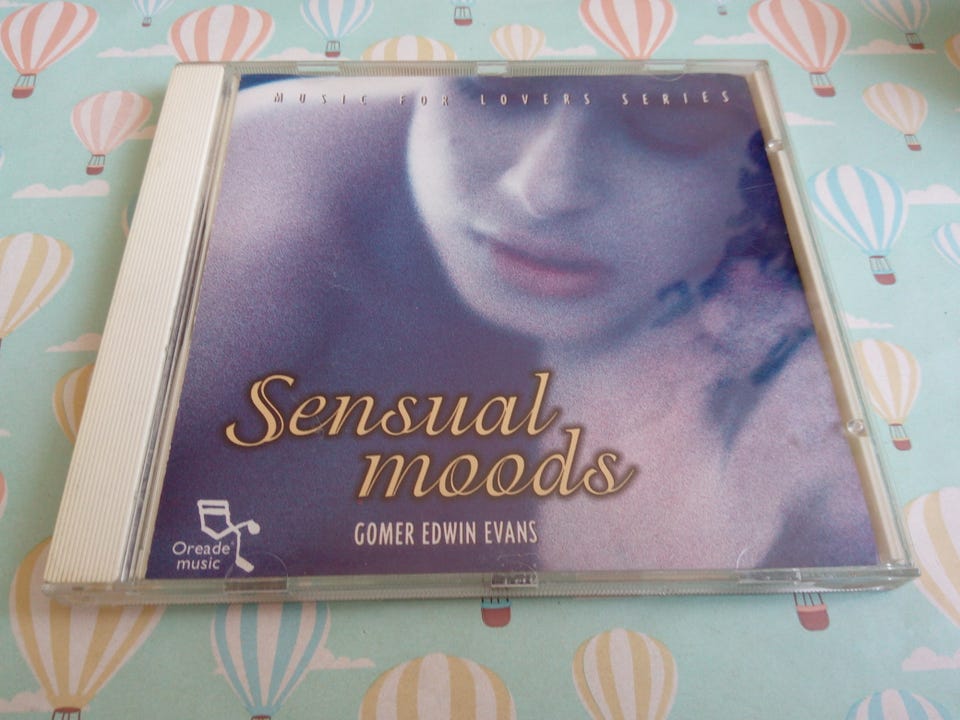 MUSIC FOR LOVERS SERIES
Sensual
moods
GOMER EDWIN EVANS
Oreade®
music